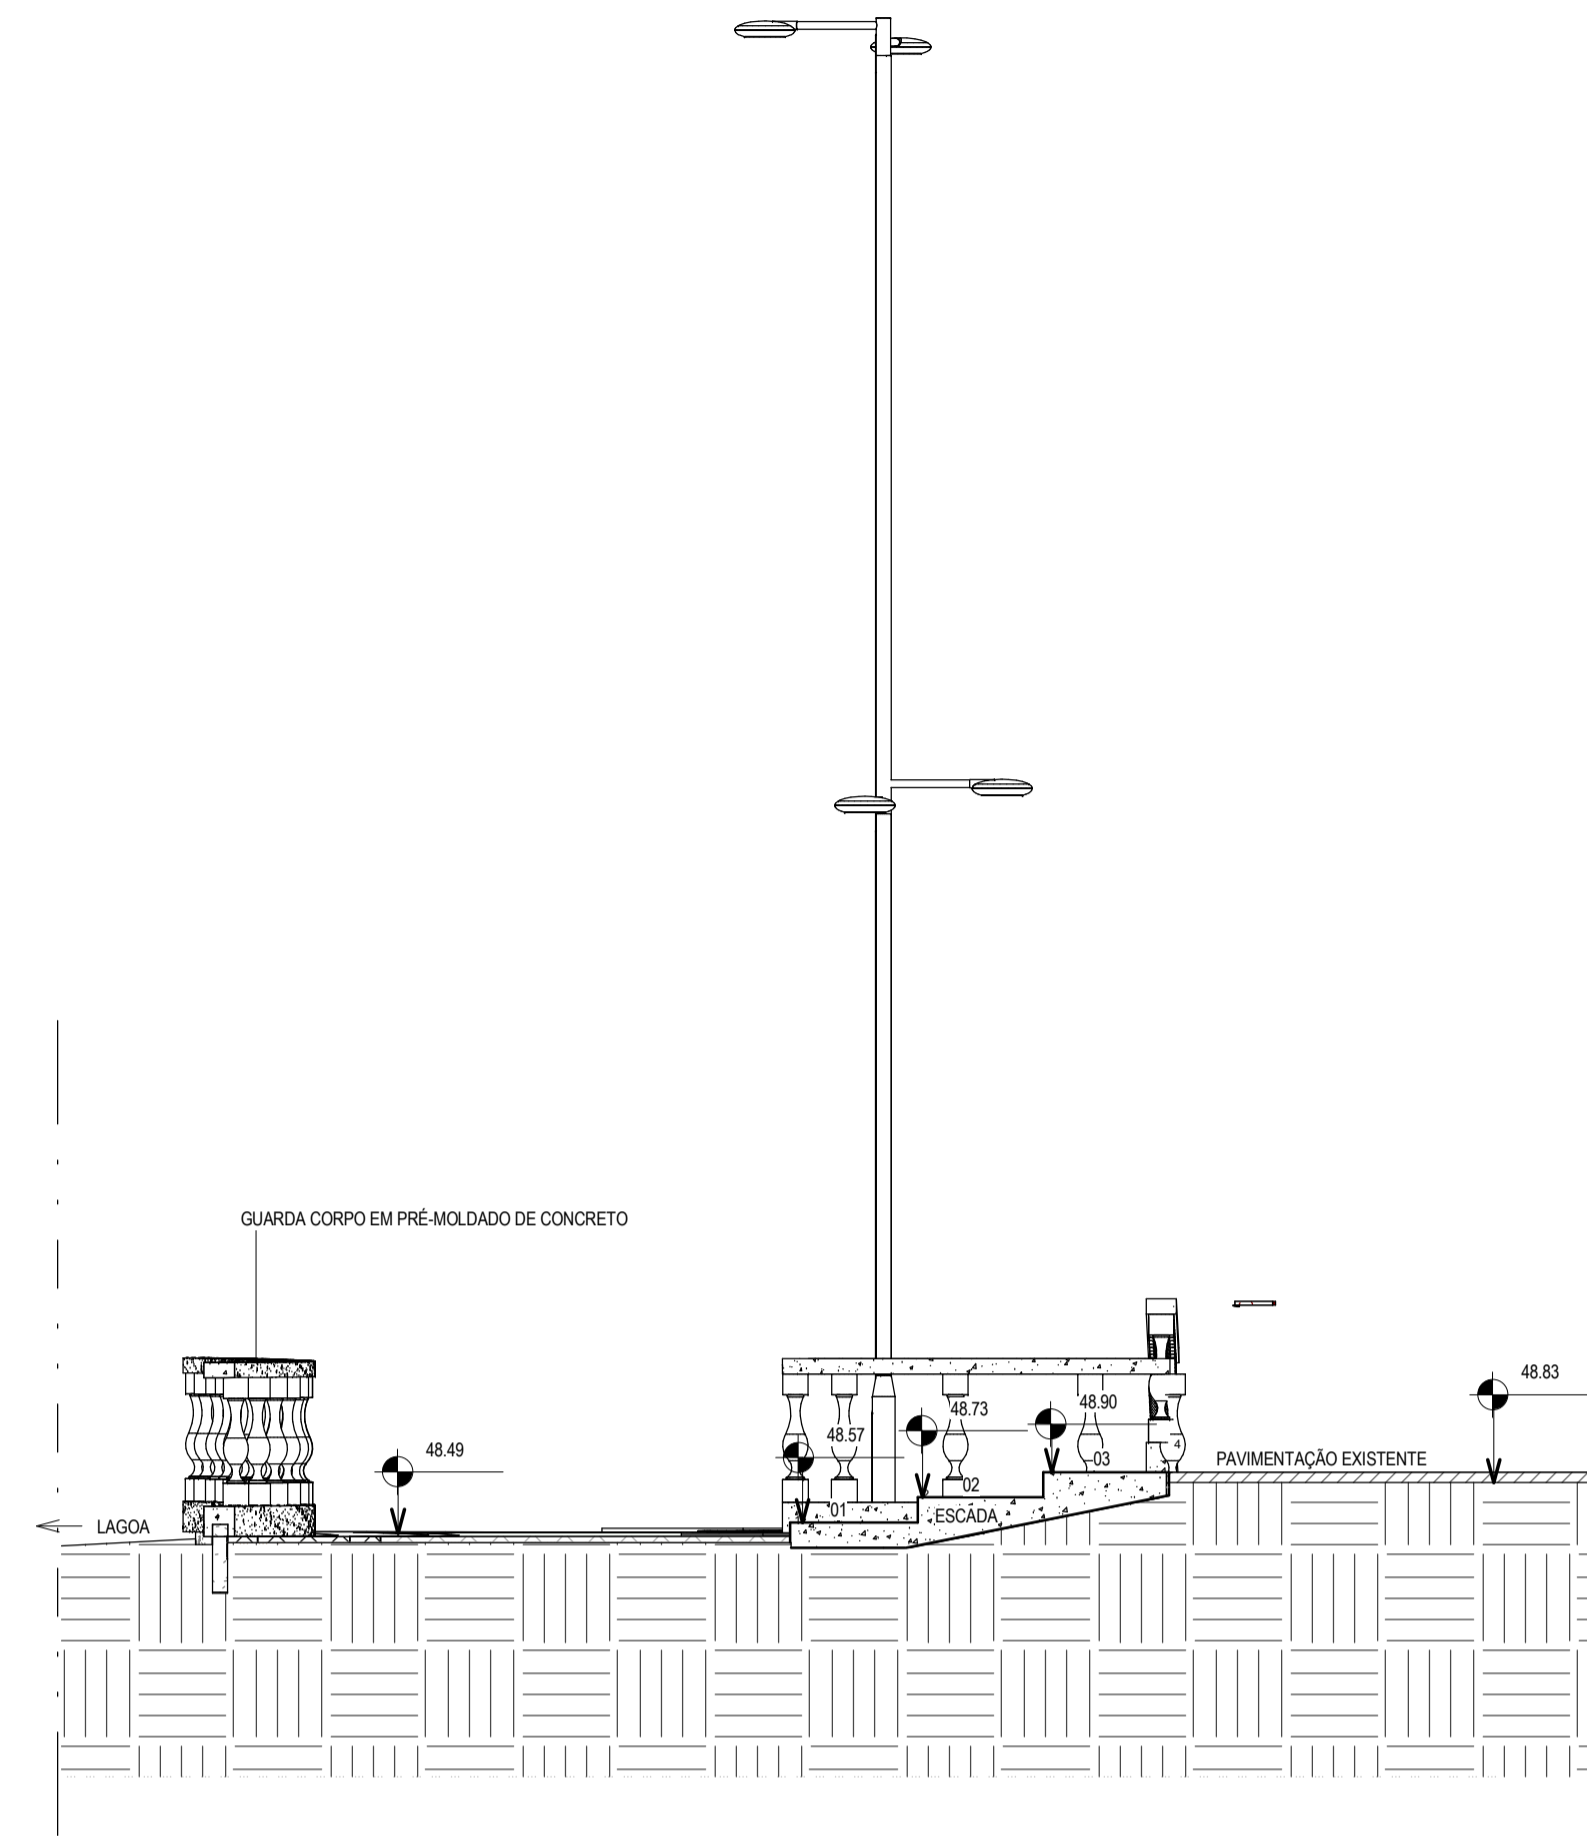 GUARDA CORPO EM PRÉ-MOLDADO DE CONCRETO
48.83
48.90
48.73
48.57
48.49
4
03
PAVIMENTAÇÃO EXISTENTE
02
01
ESCADA
LAGOA